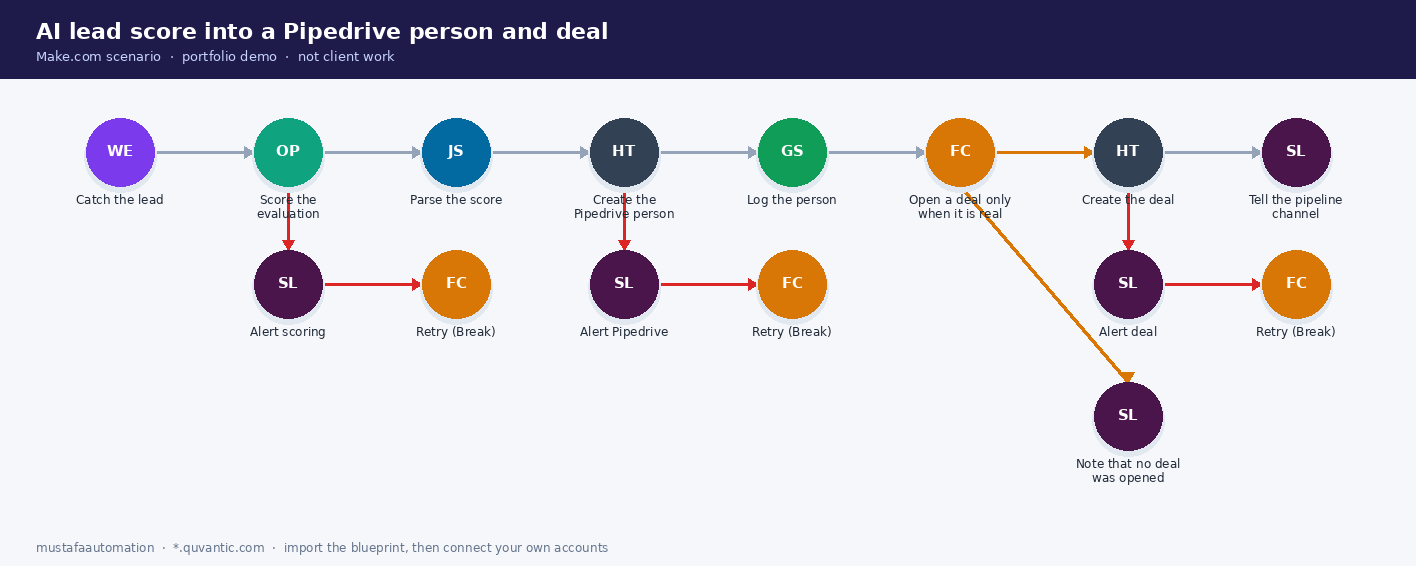 AI lead score into a Pipedrive person and deal
Make.com scenario · portfolio demo · not client work
WE
OP
JS
HT
GS
FC
HT
SL
Catch the lead
Score the
evaluation
Parse the score
Create the
Pipedrive person
Log the person
Open a deal only
when it is real
Create the deal
Tell the pipeline
channel
SL
FC
SL
FC
SL
FC
Alert scoring
Retry (Break)
Alert Pipedrive
Retry (Break)
Alert deal
Retry (Break)
SL
Note that no deal
was opened
mustafaautomation · *.quvantic.com · import the blueprint, then connect your own accounts